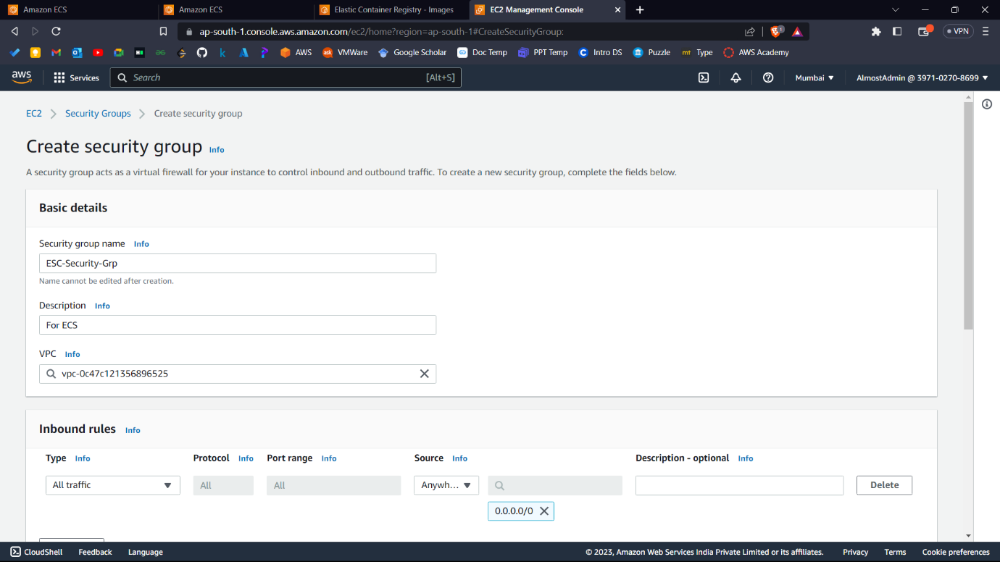 Amazon ECS
Amazon ECS
Elastic Container Registry - Images
EC2 Management Console
ap-south-1.console.aws.amazon.com/ec2/home?region=ap-south-1#CreateSecurityGroup:
1
VPN
AWS
ask VMWare
Google Scholar
Doc Temp
PPT Temp
C Intro DS
Puzzle
mt Type
AWS Academy
aws
Services
Search [Alt+S]
Mumbai
AlmostAdmin @ 3971-0270-8699
EC2 Security Groups Create security group
Create security group Info
A security group acts as a virtual firewall for your instance to control inbound and outbound traffic. To create a new security group, complete the fields below.
Basic details
Security group name Info
ESC-Security-Grp
Name cannot be edited after creation.
Description Info
For ECS
VPC Info
vpc-0c47c121356896525
Inbound rules Info
Type Info Protocol Info Port range Info Source Info Description - optional Info
All traffic All All Anywh... Delete
0.0.0.0/0
CloudShell Feedback Language © 2023, Amazon Web Services India Private Limited or its affiliates. Privacy Terms Cookie preferences